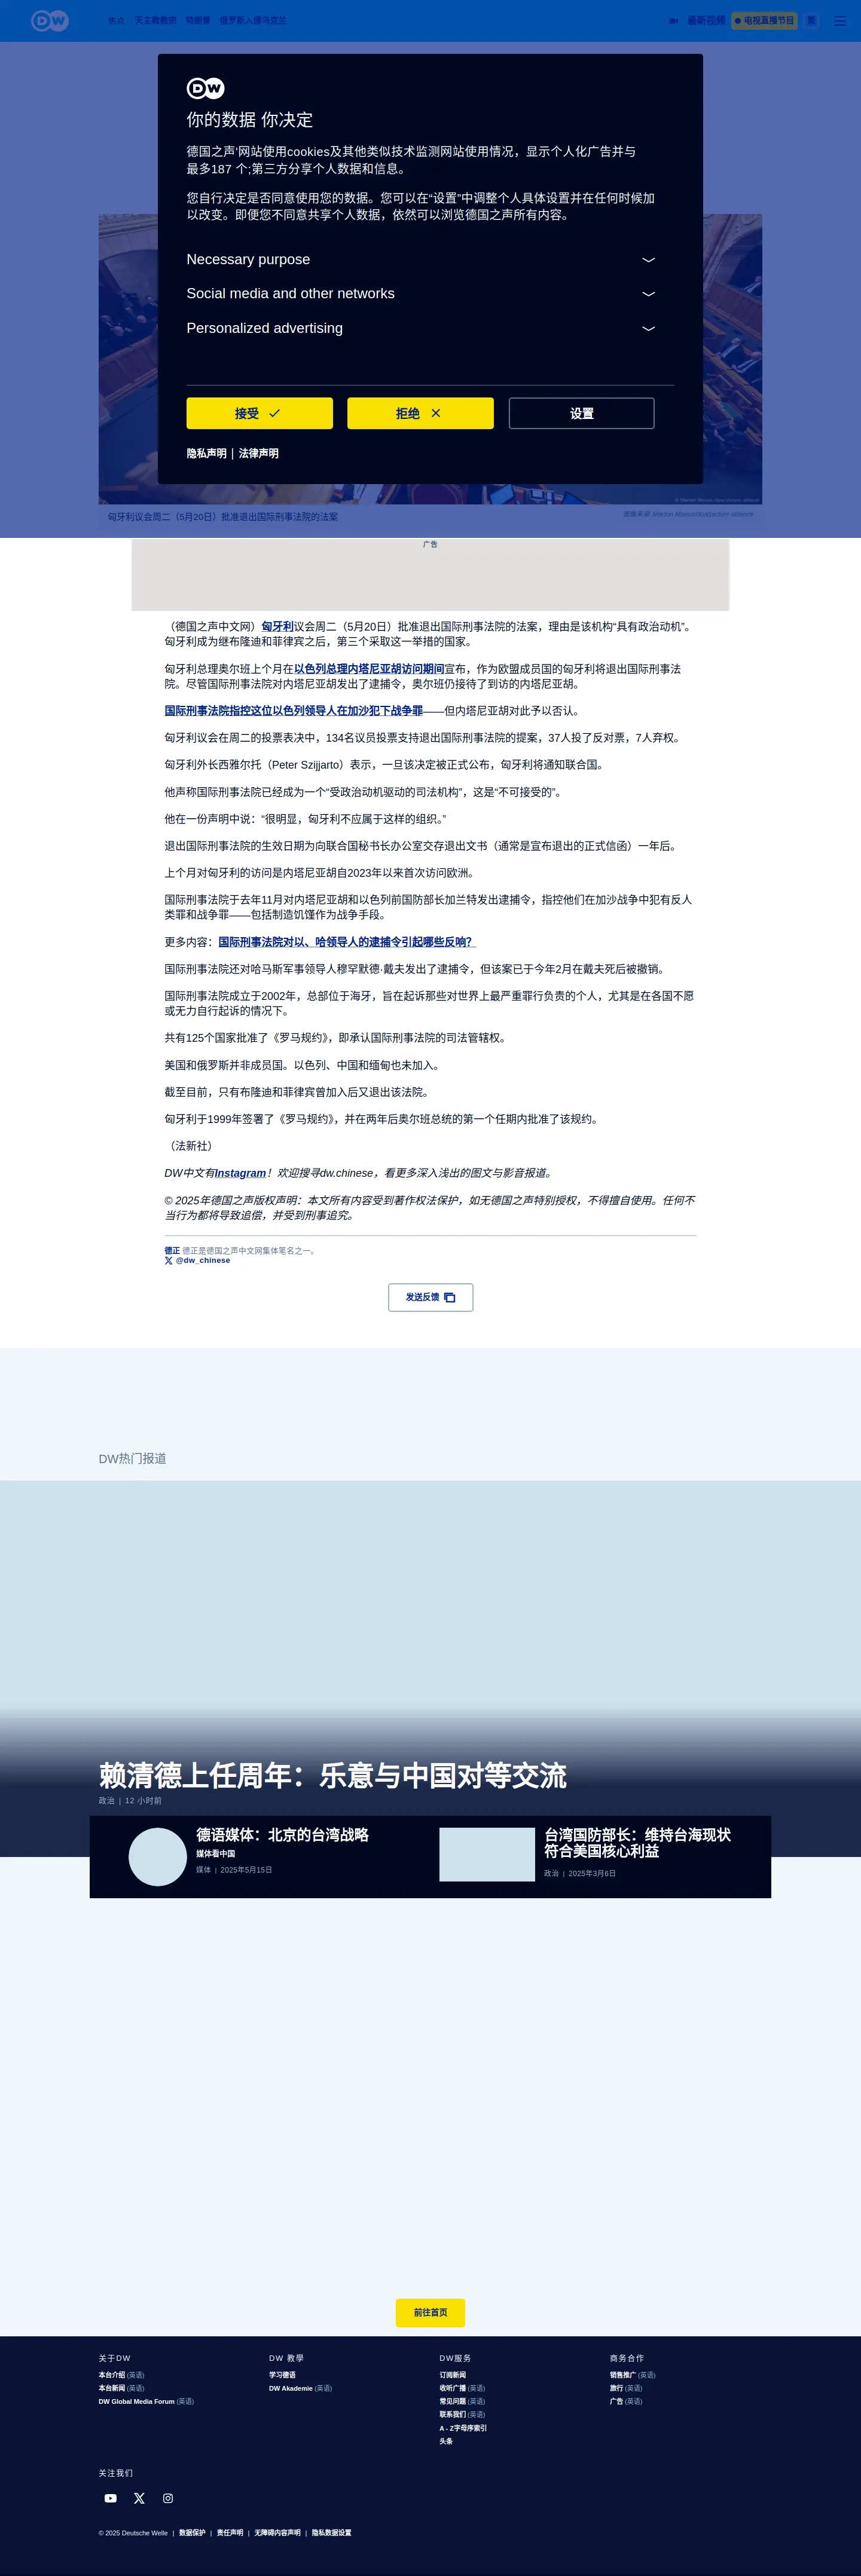 DW
焦点 天主教教宗 特朗普 俄罗斯入侵乌克兰 最新视频 电视直播节目 繁
DW
你的数据 你决定
德国之声'网站使用cookies及其他类似技术监测网站使用情况，显示个人化广告并与
最多187 个;第三方分享个人数据和信息。
您自行决定是否同意使用您的数据。您可以在“设置”中调整个人具体设置并在任何时候加
以改变。即便您不同意共享个人数据，依然可以浏览德国之声所有内容。
Necessary purpose
Social media and other networks
Personalized advertising
接受 拒绝 设置
隐私声明 | 法律声明
匈牙利议会周二（5月20日）批准退出国际刑事法院的法案
广告
（德国之声中文网）匈牙利议会周二（5月20日）批准退出国际刑事法院的法案，理由是该机构“具有政治动机”。
匈牙利成为继布隆迪和菲律宾之后，第三个采取这一举措的国家。
匈牙利总理奥尔班上个月在以色列总理内塔尼亚胡访问期间宣布，作为欧盟成员国的匈牙利将退出国际刑事法
院。尽管国际刑事法院对内塔尼亚胡发出了逮捕令，奥尔班仍接待了到访的内塔尼亚胡。
国际刑事法院指控这位以色列领导人在加沙犯下战争罪——但内塔尼亚胡对此予以否认。
匈牙利议会在周二的投票表决中，134名议员投票支持退出国际刑事法院的提案，37人投了反对票，7人弃权。
匈牙利外长西雅尔托（Peter Szijjarto）表示，一旦该决定被正式公布，匈牙利将通知联合国。
他声称国际刑事法院已经成为一个“受政治动机驱动的司法机构”，这是“不可接受的”。
他在一份声明中说：“很明显，匈牙利不应属于这样的组织。”
退出国际刑事法院的生效日期为向联合国秘书长办公室交存退出文书（通常是宣布退出的正式信函）一年后。
上个月对匈牙利的访问是内塔尼亚胡自2023年以来首次访问欧洲。
国际刑事法院于去年11月对内塔尼亚胡和以色列前国防部长加兰特发出逮捕令，指控他们在加沙战争中犯有反人
类罪和战争罪——包括制造饥馑作为战争手段。
更多内容：国际刑事法院对以、哈领导人的逮捕令引起哪些反响？
国际刑事法院还对哈马斯军事领导人穆罕默德·戴夫发出了逮捕令，但该案已于今年2月在戴夫死后被撤销。
国际刑事法院成立于2002年，总部位于海牙，旨在起诉那些对世界上最严重罪行负责的个人，尤其是在各国不愿
或无力自行起诉的情况下。
共有125个国家批准了《罗马规约》，即承认国际刑事法院的司法管辖权。
美国和俄罗斯并非成员国。以色列、中国和缅甸也未加入。
截至目前，只有布隆迪和菲律宾曾加入后又退出该法院。
匈牙利于1999年签署了《罗马规约》，并在两年后奥尔班总统的第一个任期内批准了该规约。
（法新社）
DW中文有Instagram！欢迎搜寻dw.chinese，看更多深入浅出的图文与影音报道。
© 2025年德国之声版权声明：本文所有内容受到著作权法保护，如无德国之声特别授权，不得擅自使用。任何不
当行为都将导致追偿，并受到刑事追究。
德正 德正是德国之声中文网集体笔名之一。
@dw_chinese
发送反馈
DW热门报道
赖清德上任周年：乐意与中国对等交流
政治 | 12 小时前
德语媒体：北京的台湾战略
媒体看中国
媒体 | 2025年5月15日
台湾国防部长：维持台海现状
符合美国核心利益
政治 | 2025年3月6日
前往首页
关于DW
本台介绍 (英语)
本台新闻 (英语)
DW Global Media Forum (英语)
DW 教學
学习德语
DW Akademie (英语)
DW服务
订阅新闻
收听广播 (英语)
常见问题 (英语)
联系我们 (英语)
A - Z字母序索引
头条
商务合作
销售推广 (英语)
旅行 (英语)
广告 (英语)
关注我们
© 2025 Deutsche Welle | 数据保护 | 责任声明 | 无障碍内容声明 | 隐私数据设置